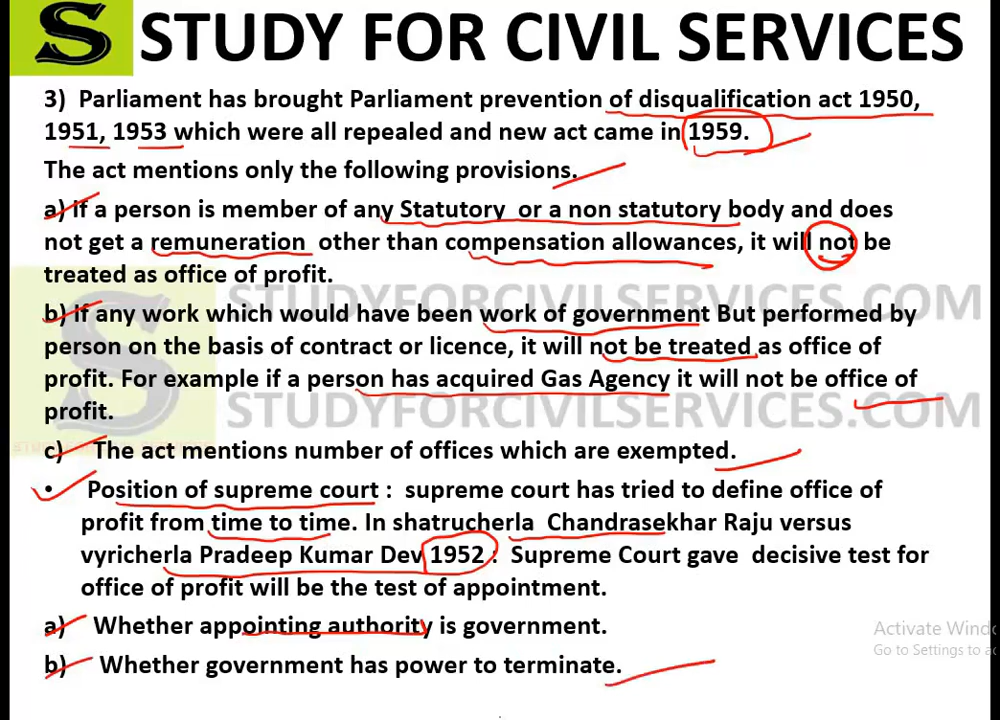 S STUDY FOR CIVIL SERVICES
3) Parliament has brought Parliament prevention of disqualification act 1950,
1951, 1953 which were all repealed and new act came in 1959.
The act mentions only the following provisions.
a) If a person is member of any Statutory or a non statutory body and does
not get a remuneration other than compensation allowances, it will not be
treated as office of profit.
STUDYFORCIVILSERVICES.COM
b) If any work which would have been work of government But performed by
person on the basis of contract or licence, it will not be treated as office of
profit. For example if a person has acquired Gas Agency it will not be office of
profit.
STUDYFORCIVILSERVICES.COM
c) The act mentions number of offices which are exempted.
• Position of supreme court : supreme court has tried to define office of
profit from time to time. In shatrucherla Chandrasekhar Raju versus
vyricherla Pradeep Kumar Dev 1952 : Supreme Court gave decisive test for
office of profit will be the test of appointment.
a) Whether appointing authority is government.
Activate Wind
Go to Settings to a
b) Whether government has power to terminate.